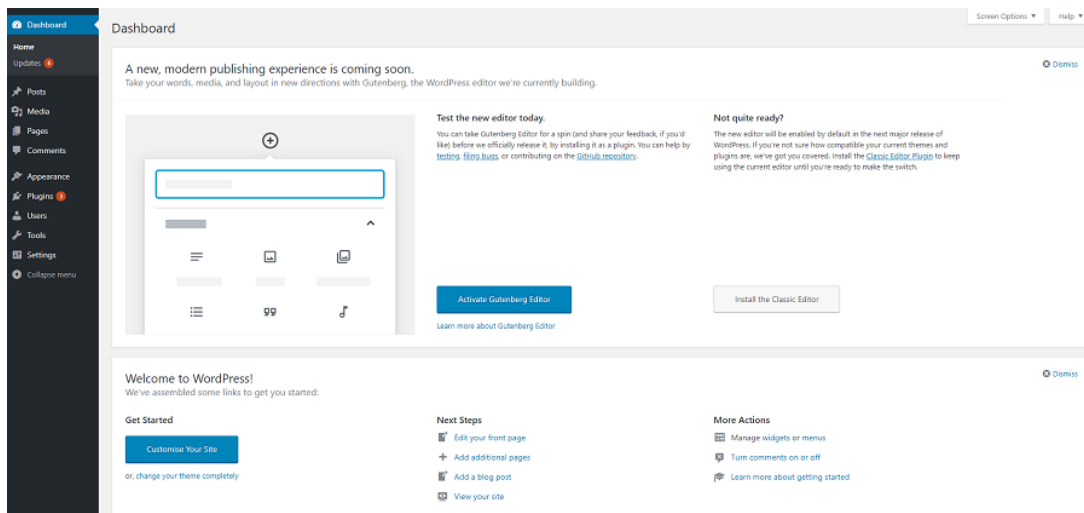 Dashboard
Home
Updates 8
Posts
Media
Pages
Comments
Appearance
Plugins 8
Users
Tools
Settings
Collapse menu
Screen Options
Help
Dashboard
A new, modern publishing experience is coming soon.
Take your words, media, and layout in new directions with Gutenberg, the WordPress editor we're currently building.
Dismiss
Test the new editor today.
You can take Gutenberg Editor for a spin (and share your feedback, if you'd
like) before we officially release it, by installing it as a plugin. You can help by
testing, filing bugs, or contributing on the GitHub repository.
Activate Gutenberg Editor
Learn more about Gutenberg Editor
Not quite ready?
The new editor will be enabled by default in the next major release of
WordPress. If you're not sure how compatible your current themes and
plugins are, we've got you covered. Install the Classic Editor Plugin to keep
using the current editor until you're ready to make the switch.
Install the Classic Editor
Welcome to WordPress!
We've assembled some links to get you started:
Dismiss
Get Started
Customise Your Site
or, change your theme completely
Next Steps
Edit your front page
Add additional pages
Add a blog post
View your site
More Actions
Manage widgets or menus
Turn comments on or off
Learn more about getting started